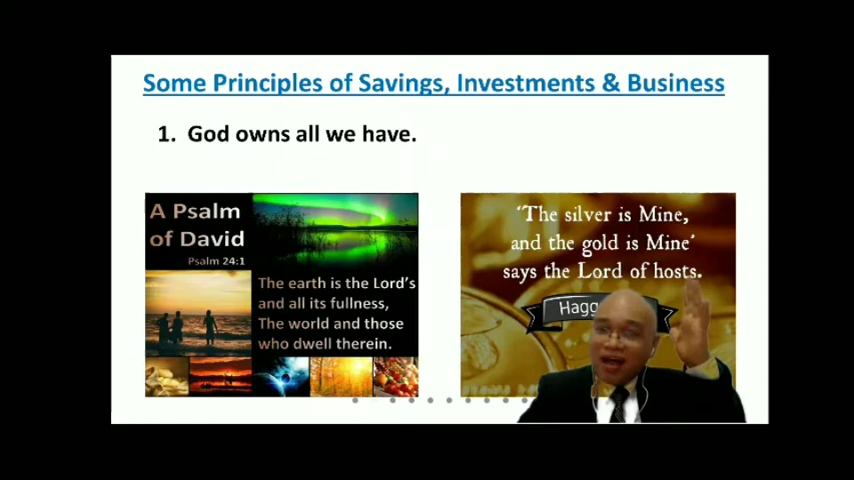 Some Principles of Savings, Investments & Business
1. God owns all we have.
A Psalm
of David
Psalm 24:1
The earth is the Lord's
and all its fullness,
The world and those
who dwell therein.
'The silver is Mine,
and the gold is Mine'
says the Lord of hosts.